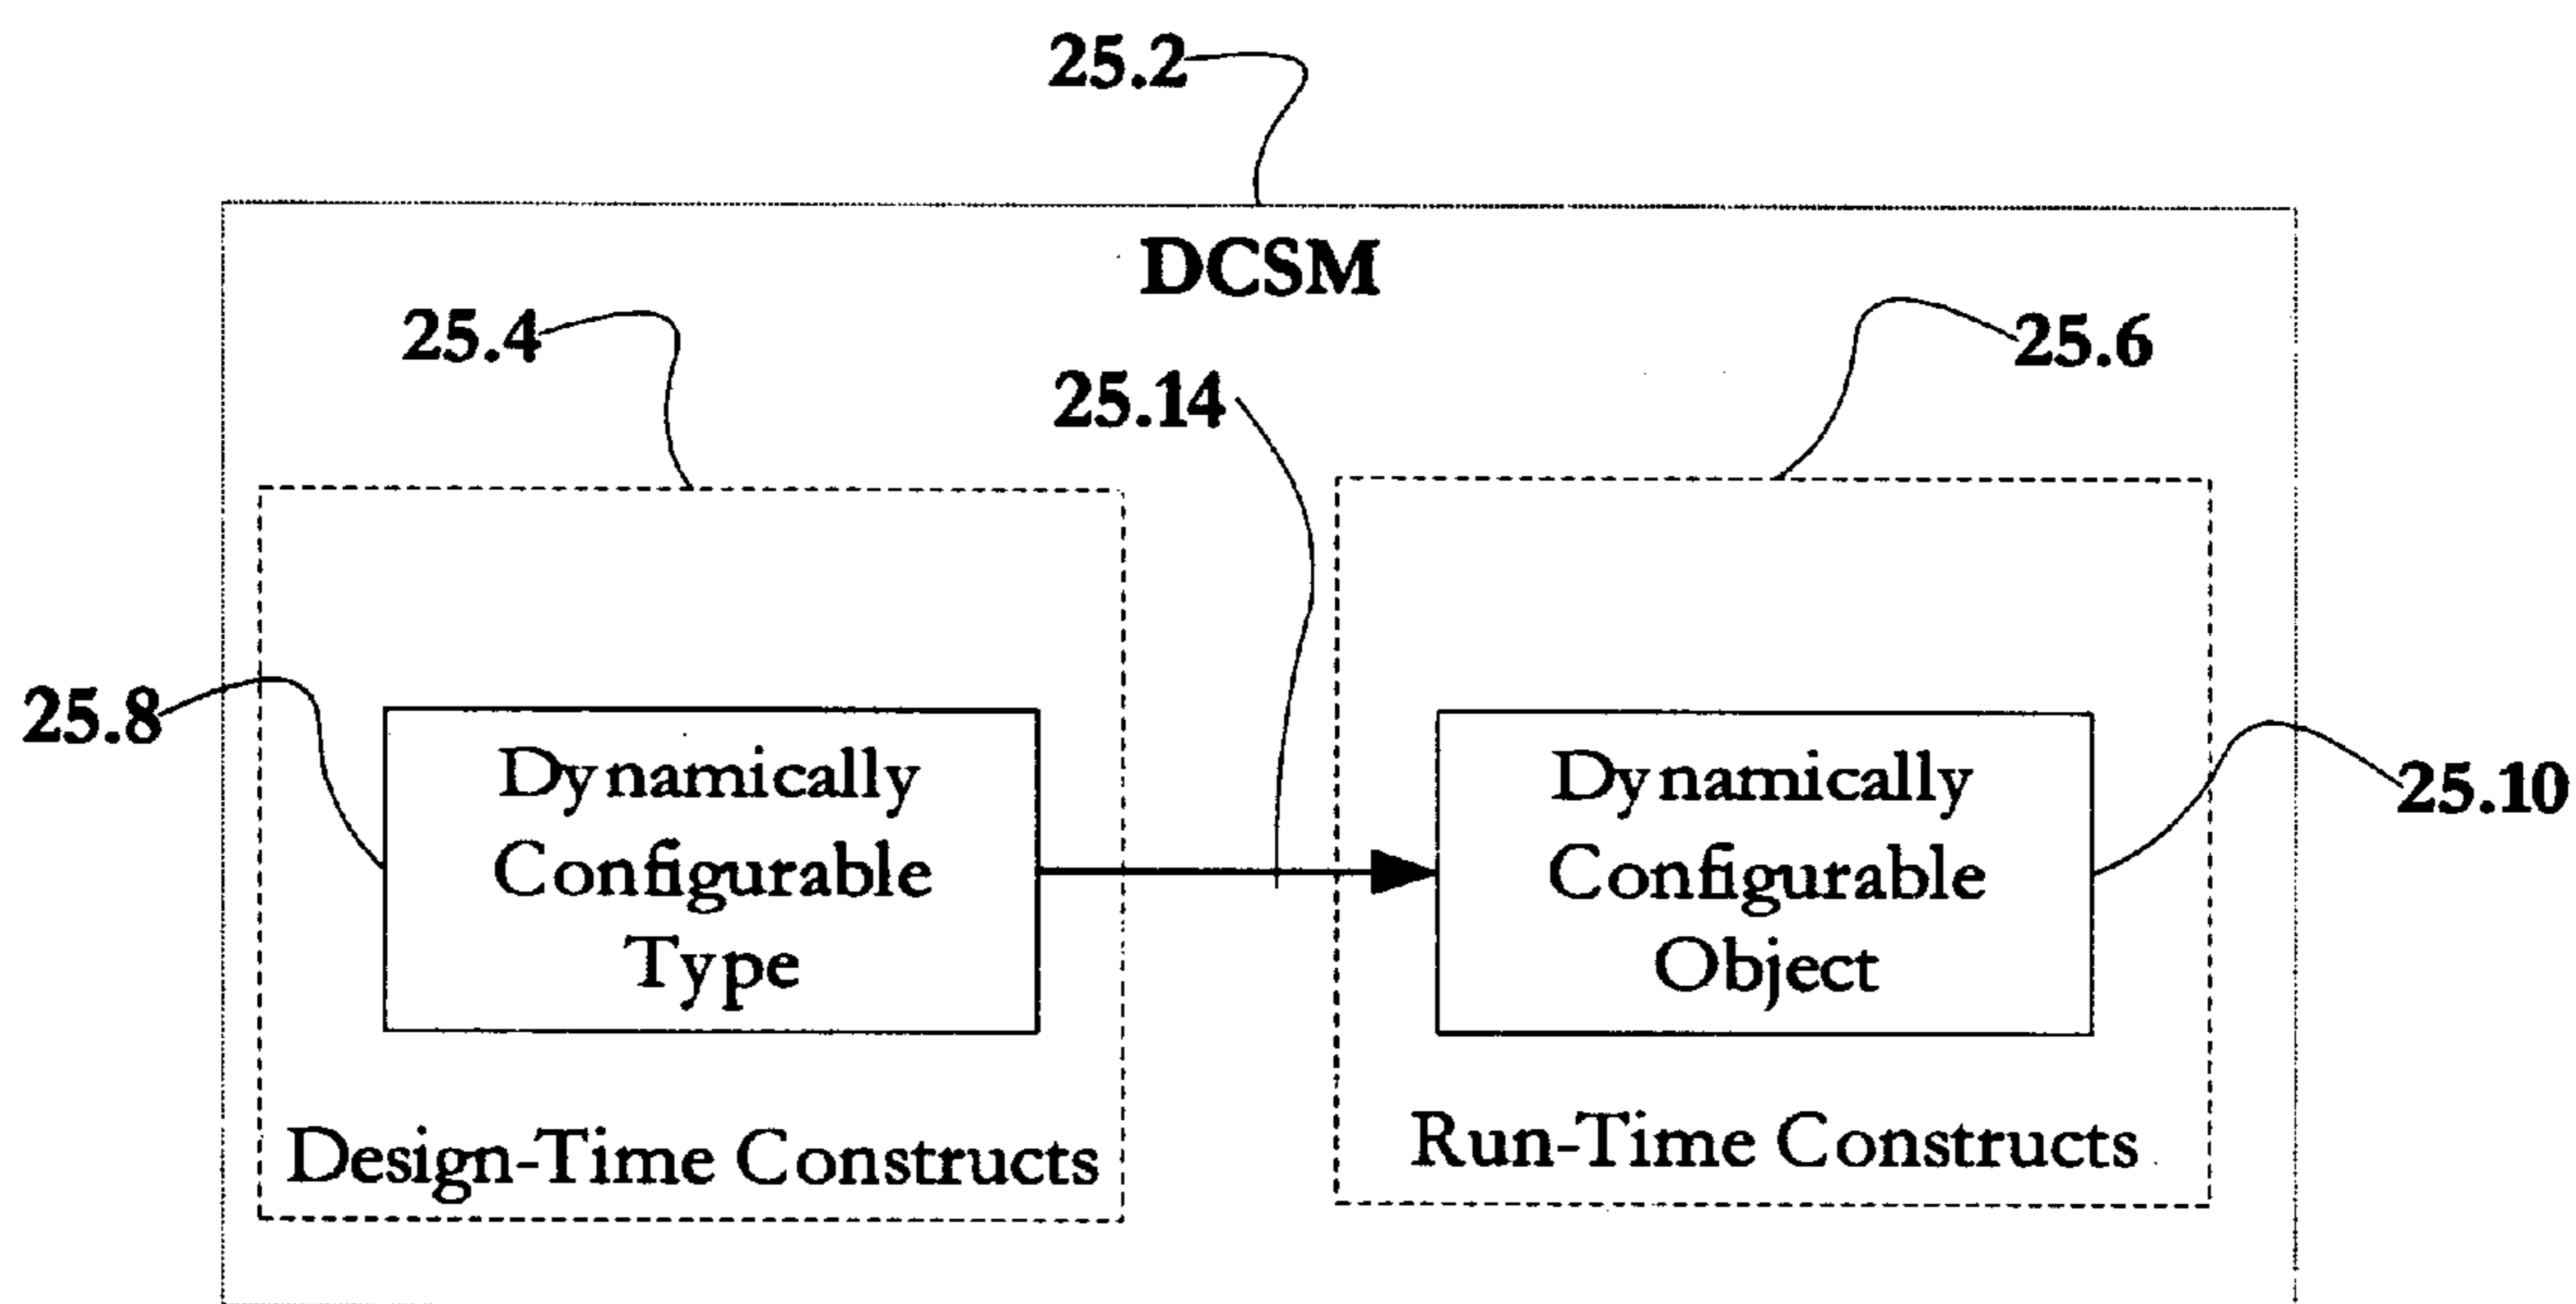 25.2
DCSM
25.4
25.6
25.14
25.8
Dynamically
Configurable
Type
Dynamically
Configurable
Object
25.10
Design-Time Constructs
Run-Time Constructs